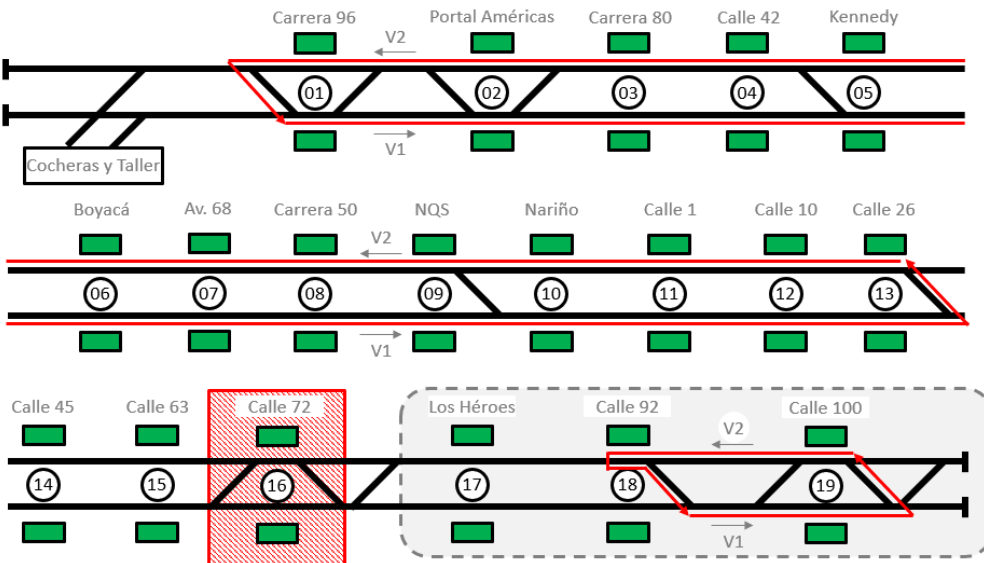 Carrera 96 Portal Américas Carrera 80 Calle 42 Kennedy
V2
01 02 03 04 05
V1
Cocheras y Taller
Boyacá Av. 68 Carrera 50 NQS Nariño Calle 1 Calle 10 Calle 26
V2
06 07 08 09 10 11 12 13
V1
Calle 45 Calle 63 Calle 72 Los Héroes Calle 92 Calle 100
V2
14 15 16 17 18 19
V1